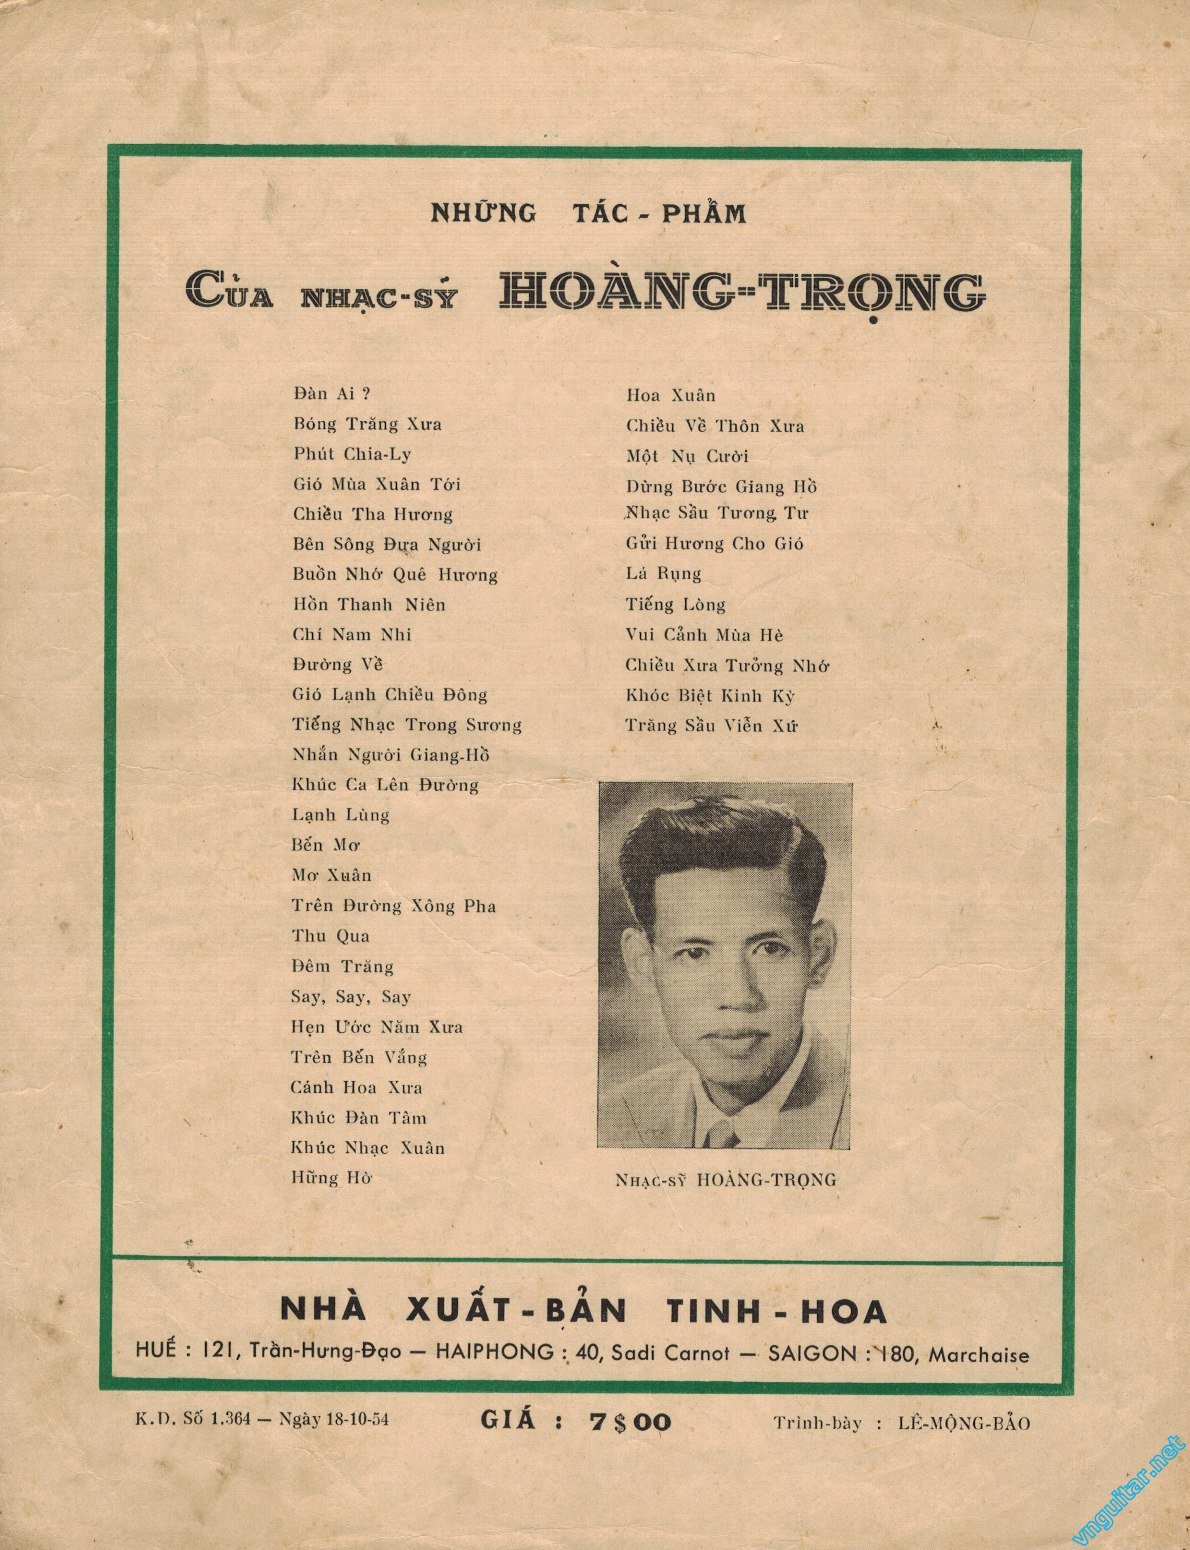 NHỮNG TÁC - PHẨM
CỦA NHẠC-SỸ HOÀNG-TRỌNG
Đàn Ai ?
Bóng Trăng Xưa
Phút Chia-Ly
Gió Mùa Xuân Tới
Chiều Tha Hương
Bên Sông Đưa Người
Buồn Nhớ Quê Hương
Hồn Thanh Niên
Chí Nam Nhi
Đường Về
Gió Lạnh Chiều Đông
Tiếng Nhạc Trong Sương
Nhắn Người Giang-Hồ
Khúc Ca Lên Đường
Lạnh Lùng
Bến Mơ
Mơ Xuân
Trên Đường Xông Pha
Thu Qua
Đêm Trăng
Say, Say, Say
Hẹn Ước Năm Xưa
Trên Bến Vắng
Cánh Hoa Xưa
Khúc Đàn Tâm
Khúc Nhạc Xuân
Hững Hờ
Hoa Xuân
Chiều Về Thôn Xưa
Một Nụ Cười
Dừng Bước Giang Hồ
Nhạc Sầu Tương Tư
Gửi Hương Cho Gió
Lá Rụng
Tiếng Lòng
Vui Cảnh Mùa Hè
Chiều Xưa Tưởng Nhớ
Khóc Biệt Kinh Kỳ
Trăng Sầu Viễn Xứ
NHẠC-SỸ HOÀNG-TRỌNG
NHÀ XUẤT - BẢN TINH - HOA
HUẾ : 121, Trần-Hưng-Đạo — HAIPHONG : 40, Sadi Carnot — SAIGON : 180, Marchaise
K.D. Số 1.364 — Ngày 18-10-54
GIÁ : 7$00
Trình-bày : LÊ-MỘNG-BẢO
vnguitar.net